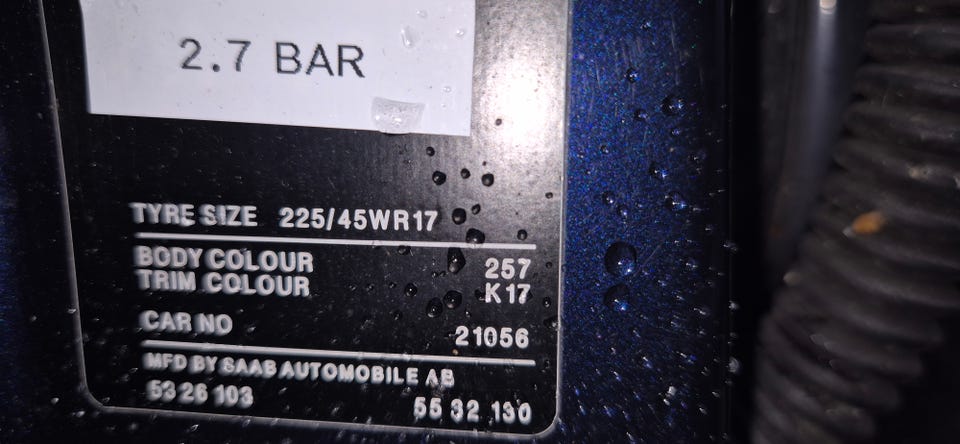 2.7 BAR
TYRE SIZE 225/45WR17
BODY COLOUR 257
TRIM COLOUR K17
CAR NO 21056
MFD BY SAAB AUTOMOBILE AB
53 26 103 55 32 130